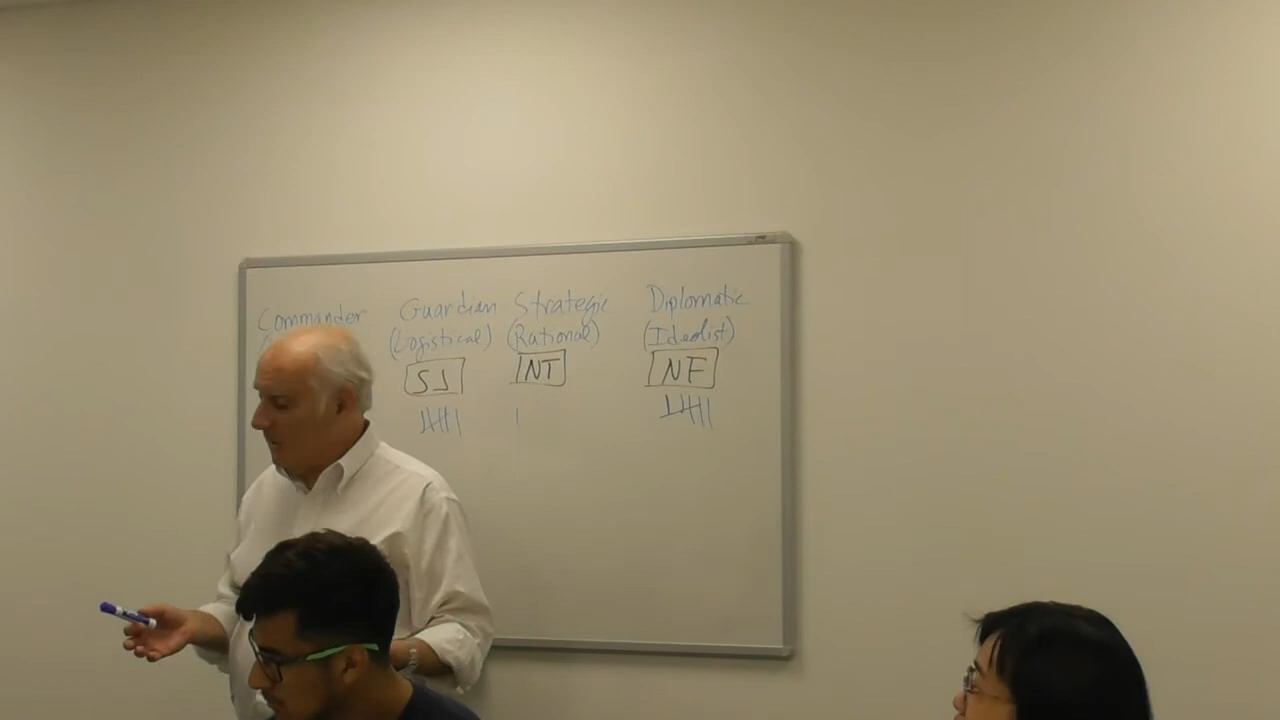 Commander Guardian Strategic Diplomatic
(Logistical) (Rational) (Idealist)
SJ NT NF